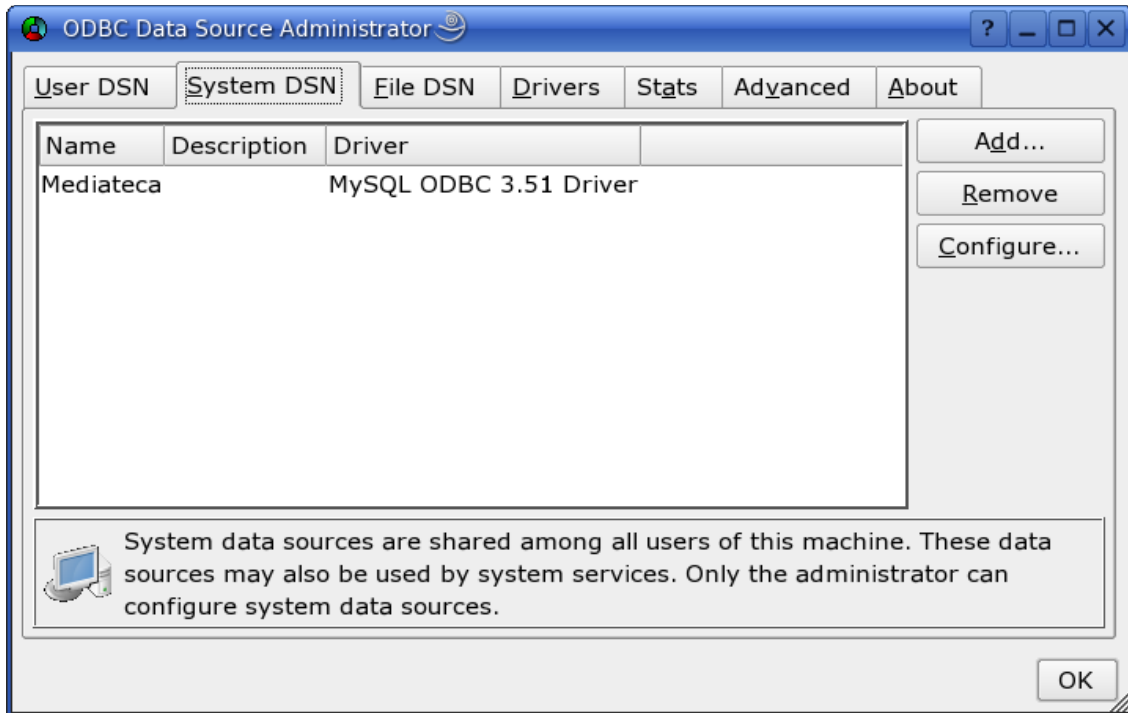 ODBC Data Source Administrator
User DSN System DSN File DSN Drivers Stats Advanced About
Name Description Driver
Mediateca MySQL ODBC 3.51 Driver
Add...
Remove
Configure...
System data sources are shared among all users of this machine. These data
sources may also be used by system services. Only the administrator can
configure system data sources.
OK